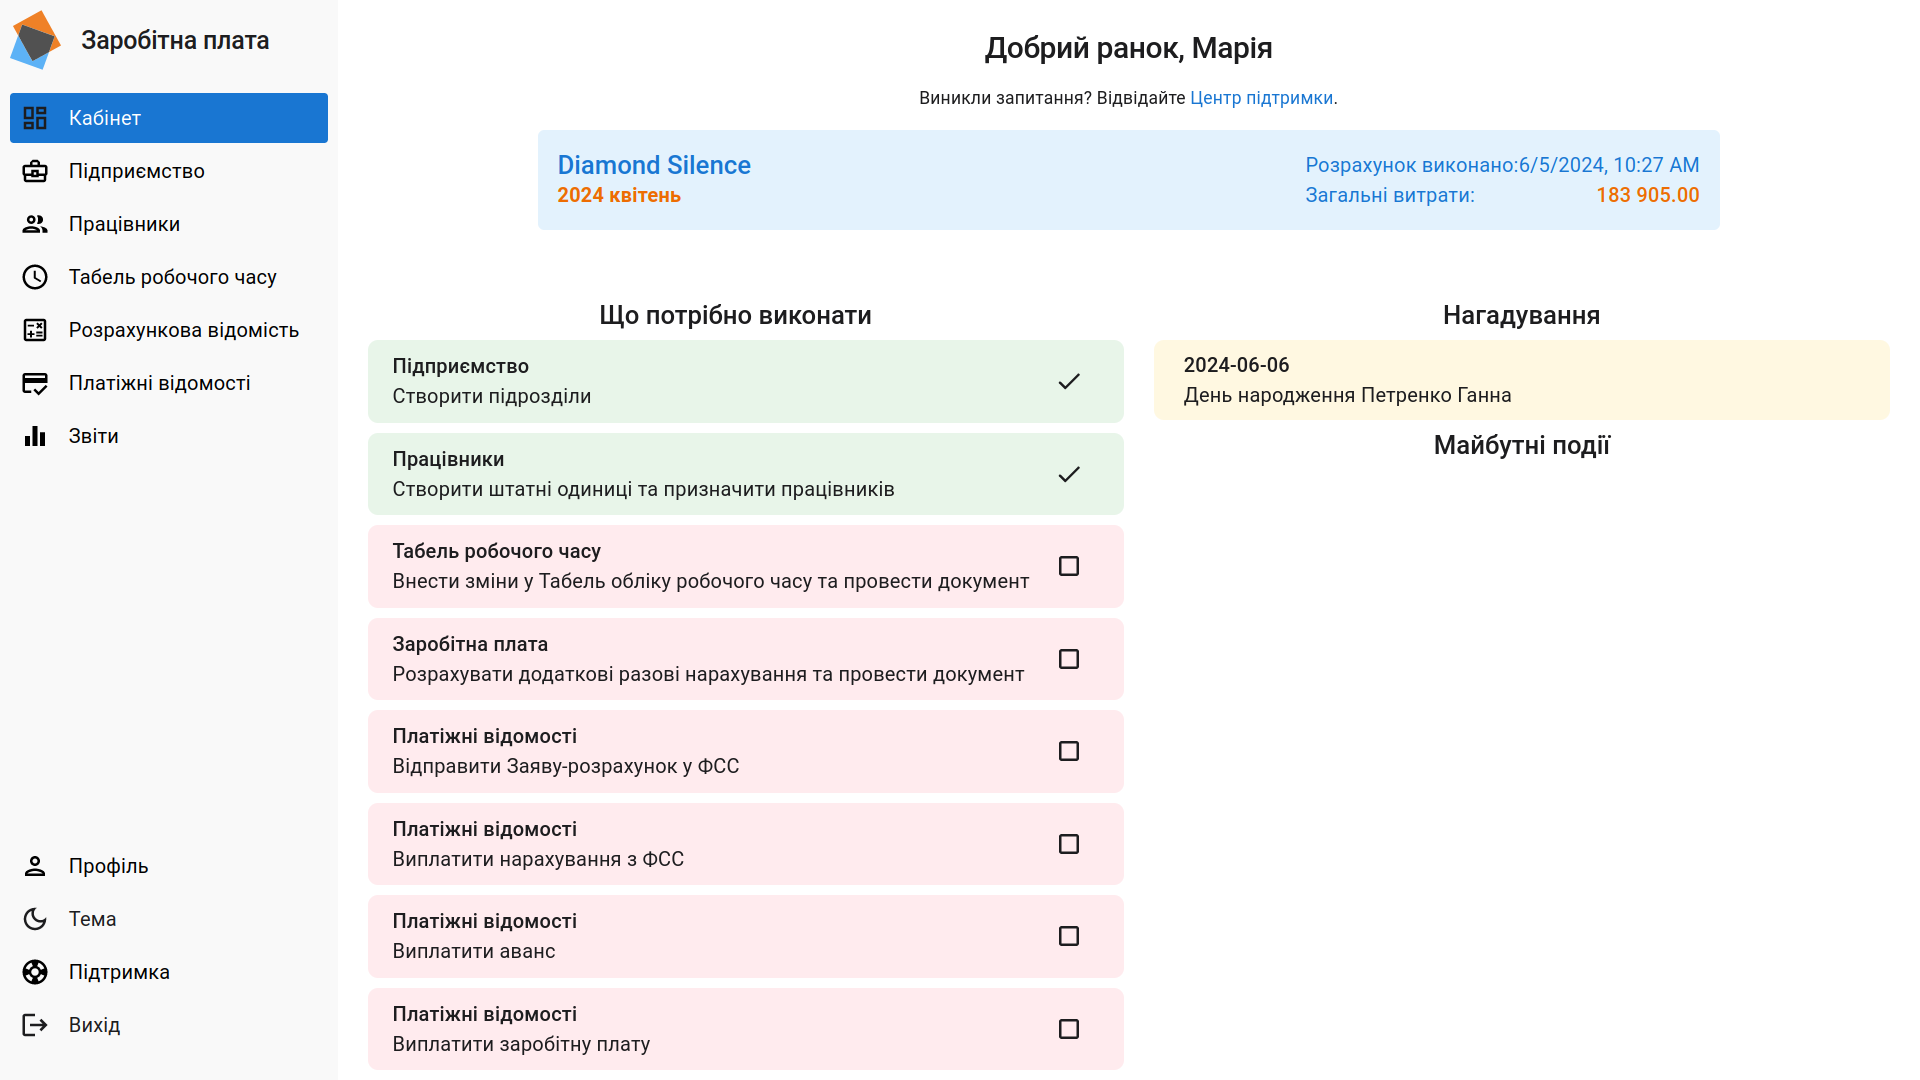 Заробітна плата
Кабінет
Підприємство
Працівники
Табель робочого часу
Розрахункова відомість
Платіжні відомості
Звіти
Профіль
Тема
Підтримка
Вихід
Добрий ранок, Марія
Виникли запитання? Відвідайте Центр підтримки.
Diamond Silence
2024 квітень
Розрахунок виконано:6/5/2024, 10:27 AM
Загальні витрати: 183 905.00
Що потрібно виконати
Підприємство
Створити підрозділи
Працівники
Створити штатні одиниці та призначити працівників
Табель робочого часу
Внести зміни у Табель обліку робочого часу та провести документ
Заробітна плата
Розрахувати додаткові разові нарахування та провести документ
Платіжні відомості
Відправити Заяву-розрахунок у ФСС
Платіжні відомості
Виплатити нарахування з ФСС
Платіжні відомості
Виплатити аванс
Платіжні відомості
Виплатити заробітну плату
Нагадування
2024-06-06
День народження Петренко Ганна
Майбутні події